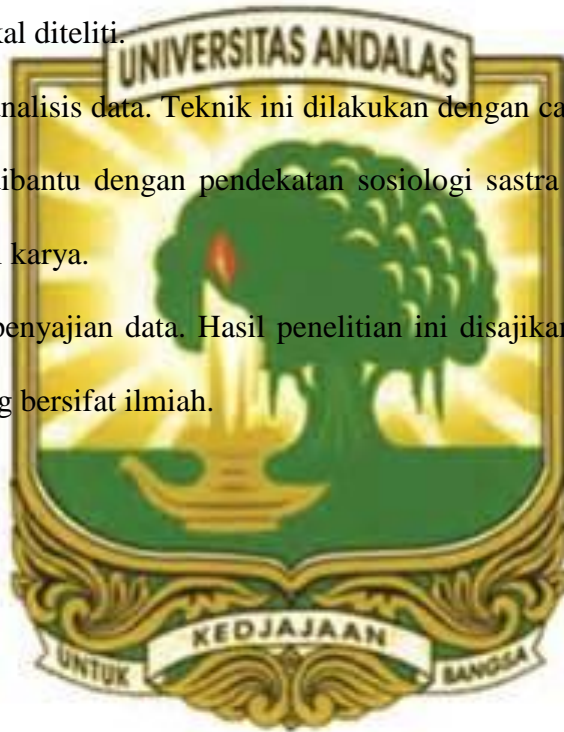 kal diteliti.
UNIVERSITAS ANDALAS
nalisis data. Teknik ini dilakukan dengan ca
dibantu dengan pendekatan sosiologi sastra
karya.
penyajian data. Hasil penelitian ini disajikan
g bersifat ilmiah.
UNTUK KEDJAJAAN BANGSA